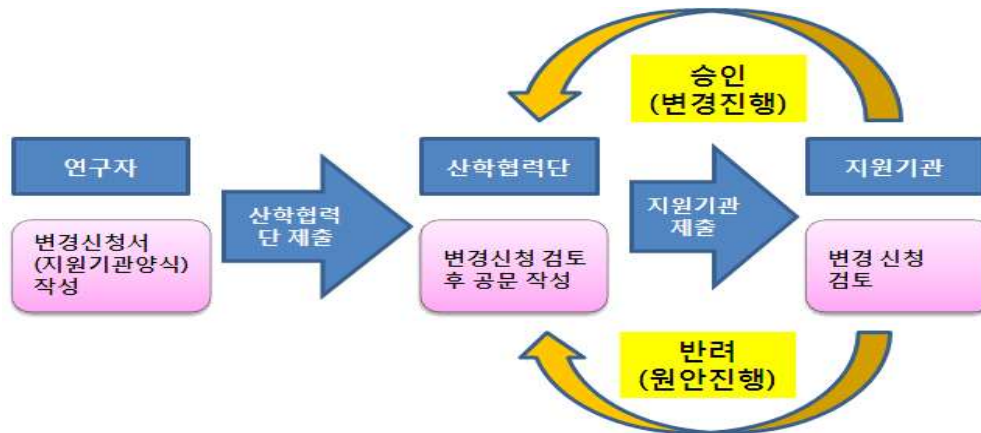 승인
(변경진행)
연구자
산학협력단
지원기관
산학협력
단 제출
지원기관
제출
변경신청서
(지원기관양식)
작성
변경신청 검토
후 공문 작성
변경 신청
검토
반려
(원안진행)